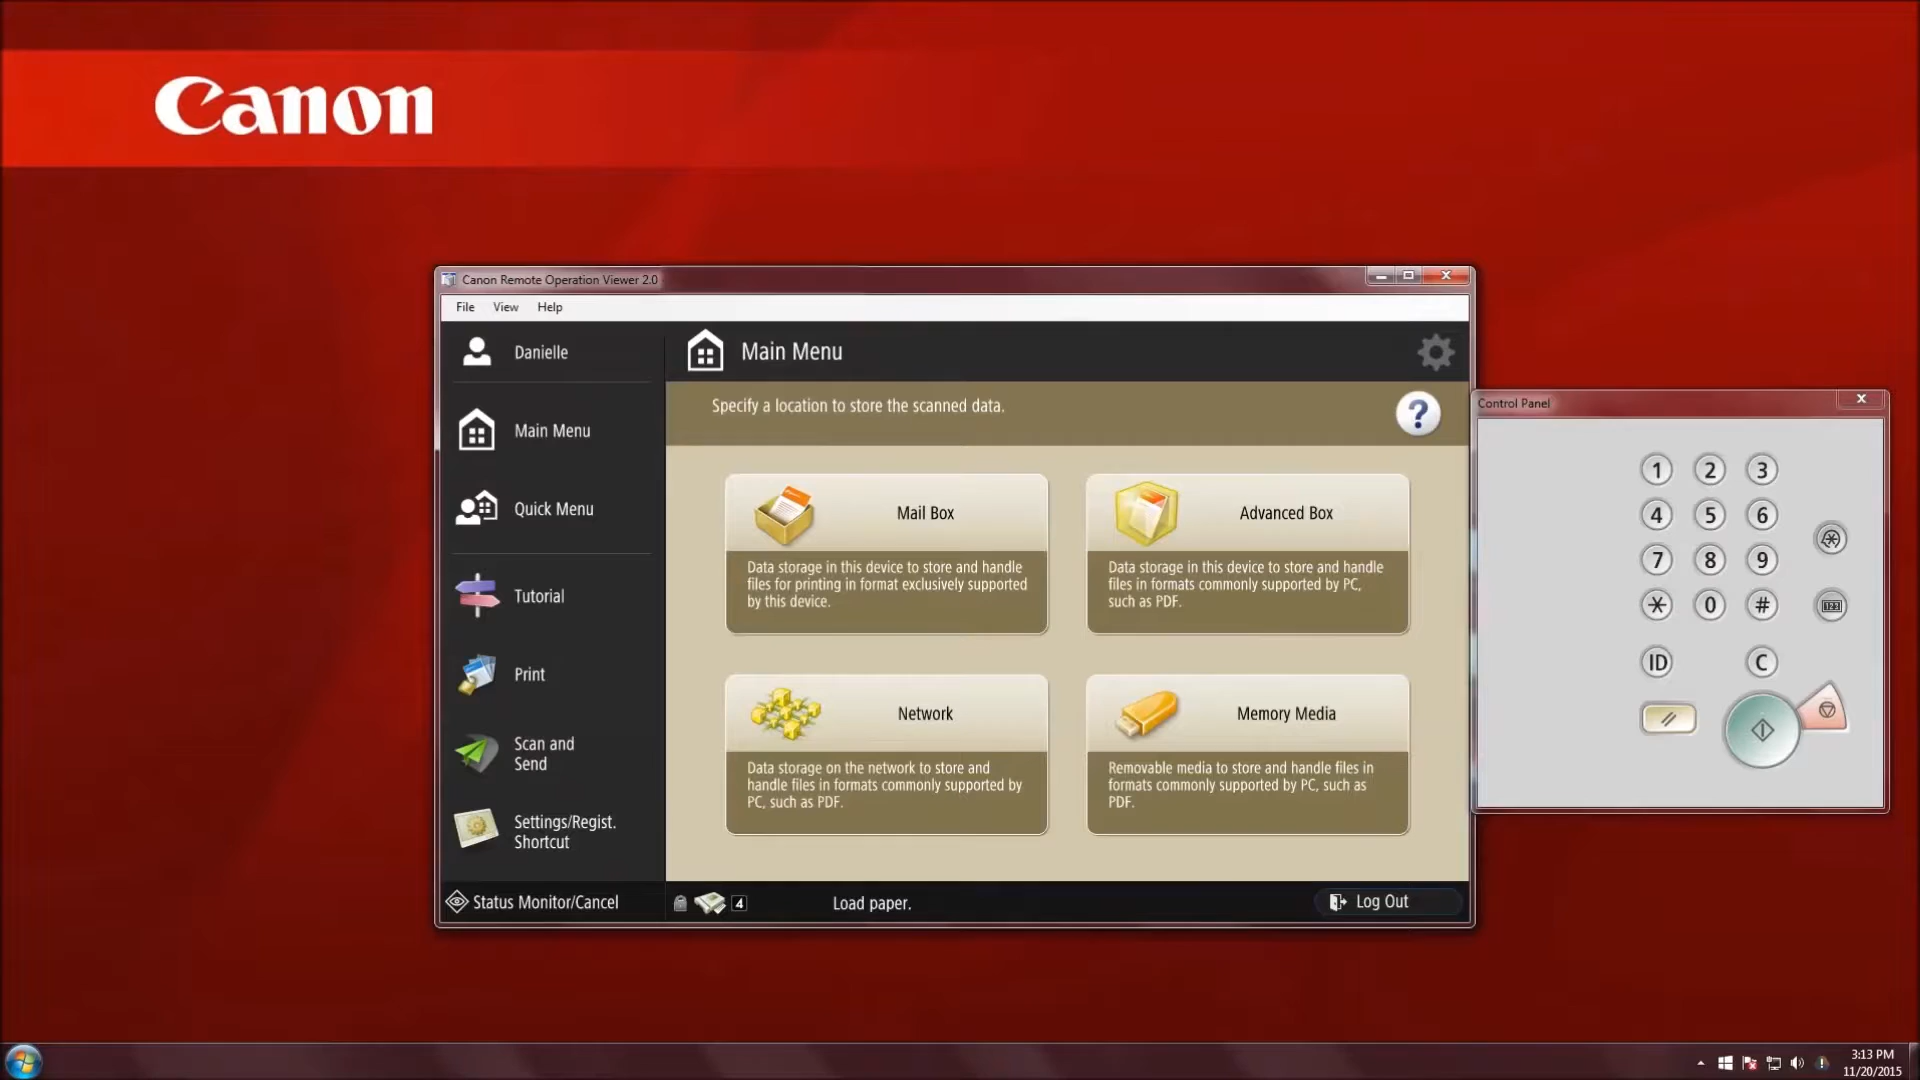 Canon
Canon Remote Operation Viewer 2.0
File View Help
Danielle
Main Menu
Quick Menu
Tutorial
Print
Scan and
Send
Settings/Regist.
Shortcut
Status Monitor/Cancel
Main Menu
Specify a location to store the scanned data.
?
Mail Box
Data storage in this device to store and handle
files for printing in format exclusively supported
by this device.
Advanced Box
Data storage in this device to store and handle
files in formats commonly supported by PC,
such as PDF.
Network
Data storage on the network to store and
handle files in formats commonly supported by
PC, such as PDF.
Memory Media
Removable media to store and handle files in
formats commonly supported by PC, such as
PDF.
4
Load paper.
Log Out
Control Panel
1 2 3
4 5 6
7 8 9
* 0 #
123
ID C
3:13 PM
11/20/2015